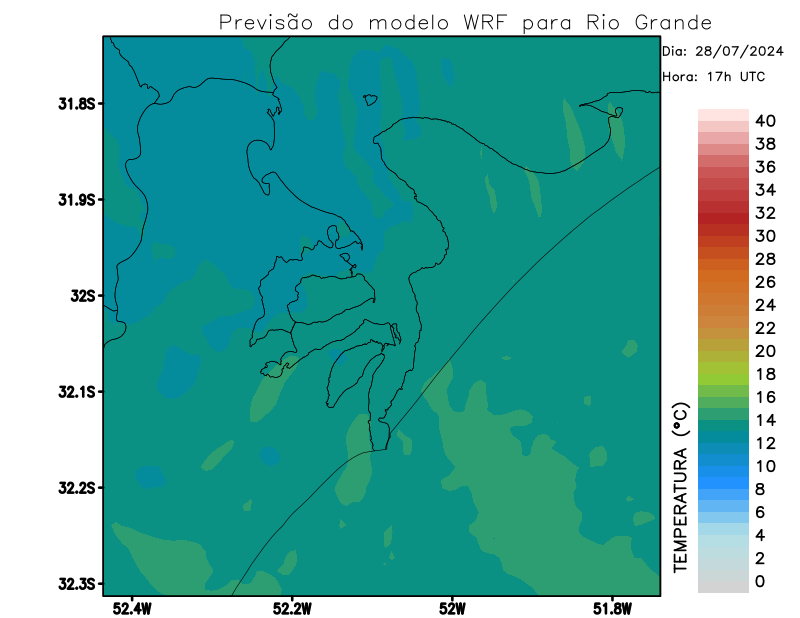 Previsão do modelo WRF para Rio Grande
Dia: 28/07/2024
Hora: 17h UTC
31.8S
31.9S
32S
32.1S
32.2S
32.3S
52.4W
52.2W
52W
51.8W
TEMPERATURA (°C)
40
38
36
34
32
30
28
26
24
22
20
18
16
14
12
10
8
6
4
2
0